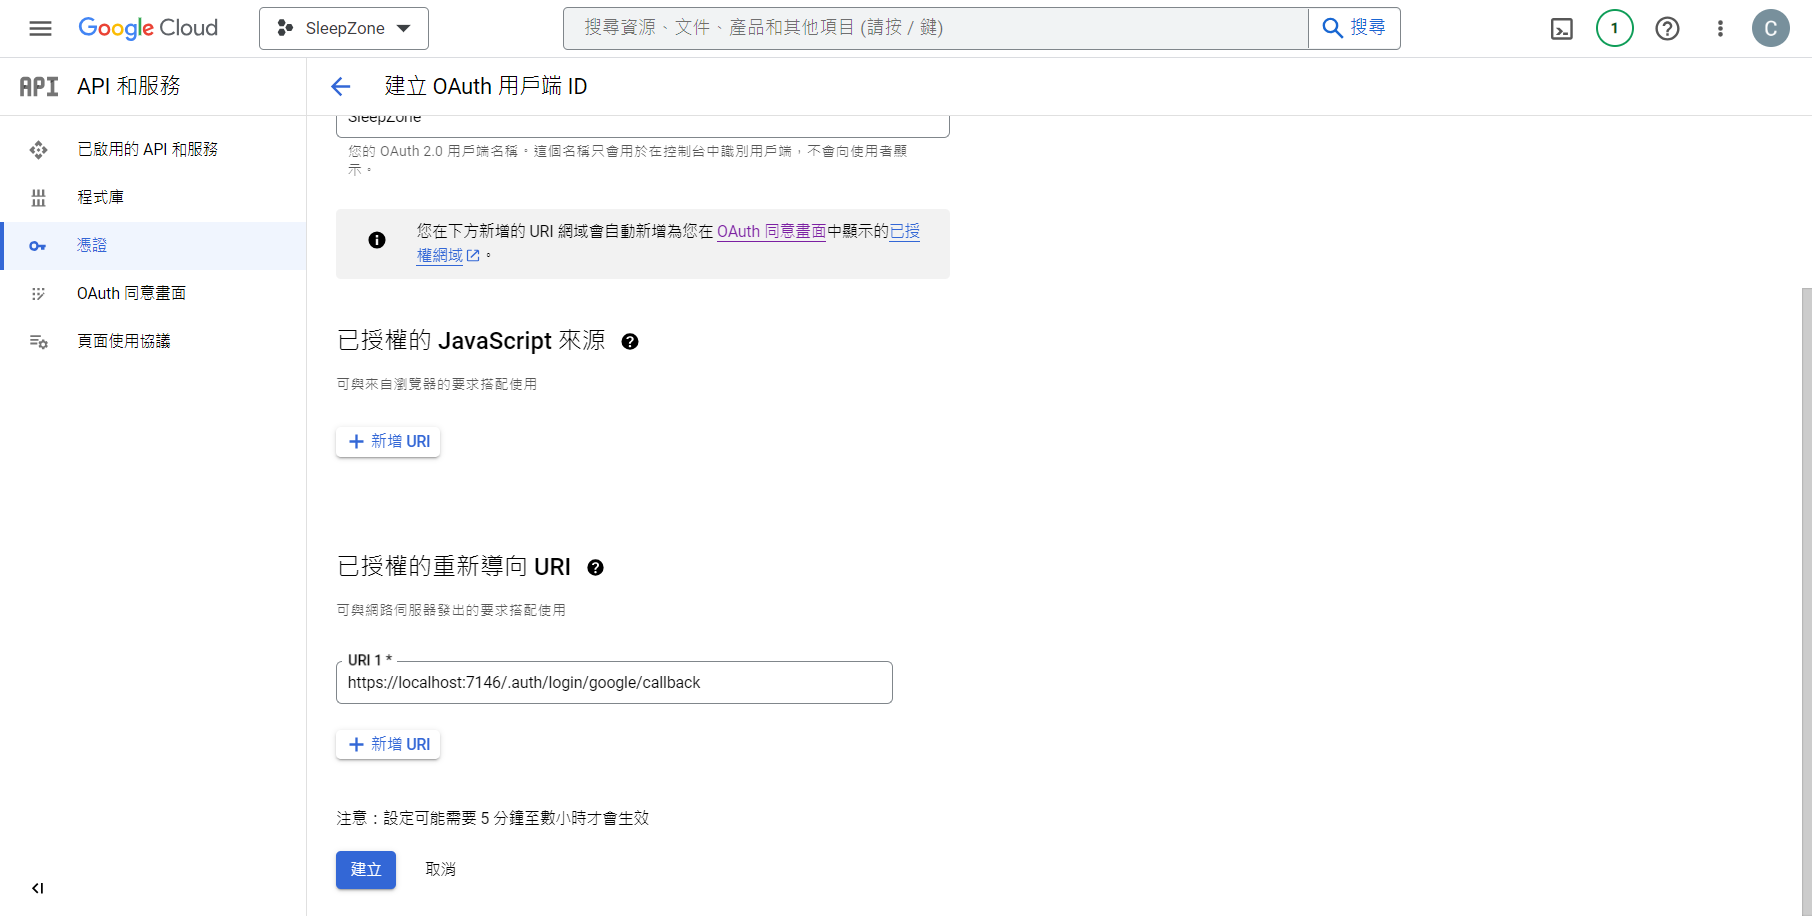 Google Cloud
SleepZone
搜尋資源、文件、產品和其他項目 (請按 / 鍵)
搜尋
1
C
API
API 和服務
建立 OAuth 用戶端 ID
已啟用的 API 和服務
程式庫
憑證
OAuth 同意畫面
頁面使用協議
SleepZone
您的 OAuth 2.0 用戶端名稱。這個名稱只會用於在控制台中識別用戶端，不會向使用者顯
示。
您在下方新增的 URI 網域會自動新增為您在 OAuth 同意畫面中顯示的已授
權網域。
已授權的 JavaScript 來源
可與來自瀏覽器的要求搭配使用
新增 URI
已授權的重新導向 URI
可與網路伺服器發出的要求搭配使用
URI 1 *
https://localhost:7146/.auth/login/google/callback
新增 URI
注意：設定可能需要 5 分鐘至數小時才會生效
建立
取消